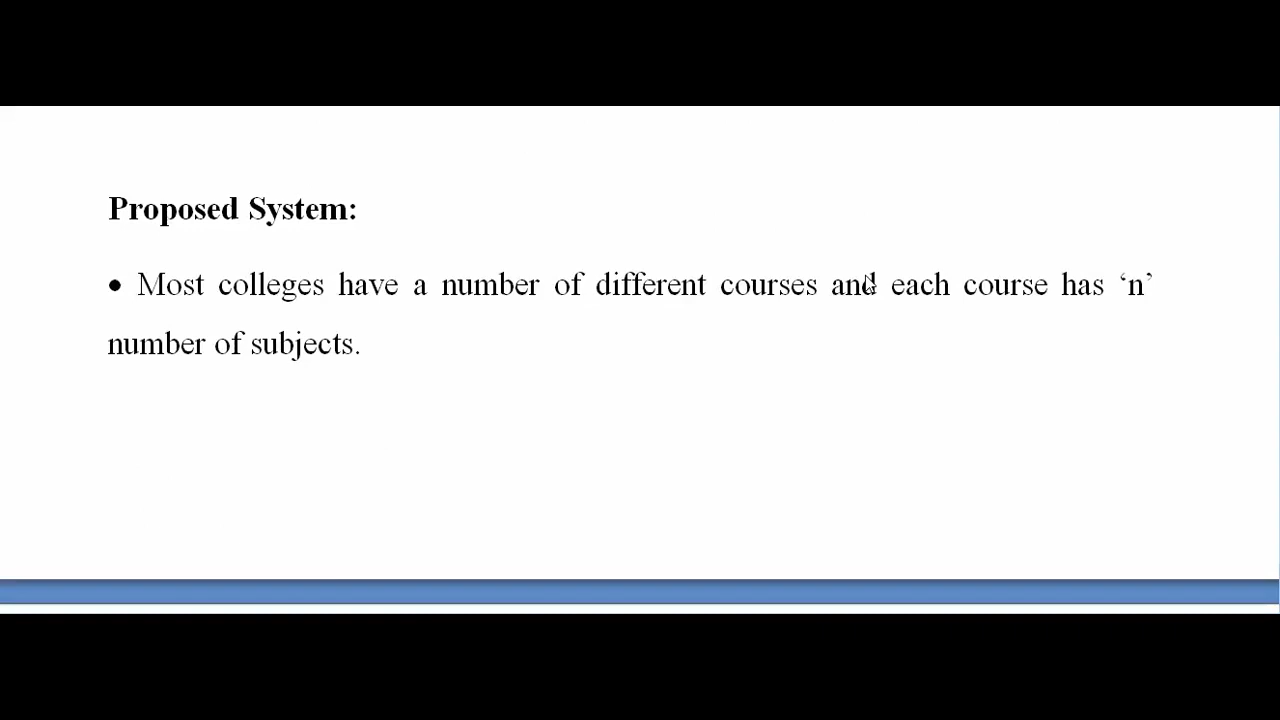 Proposed System:
• Most colleges have a number of different courses and each course has ‘n’
number of subjects.